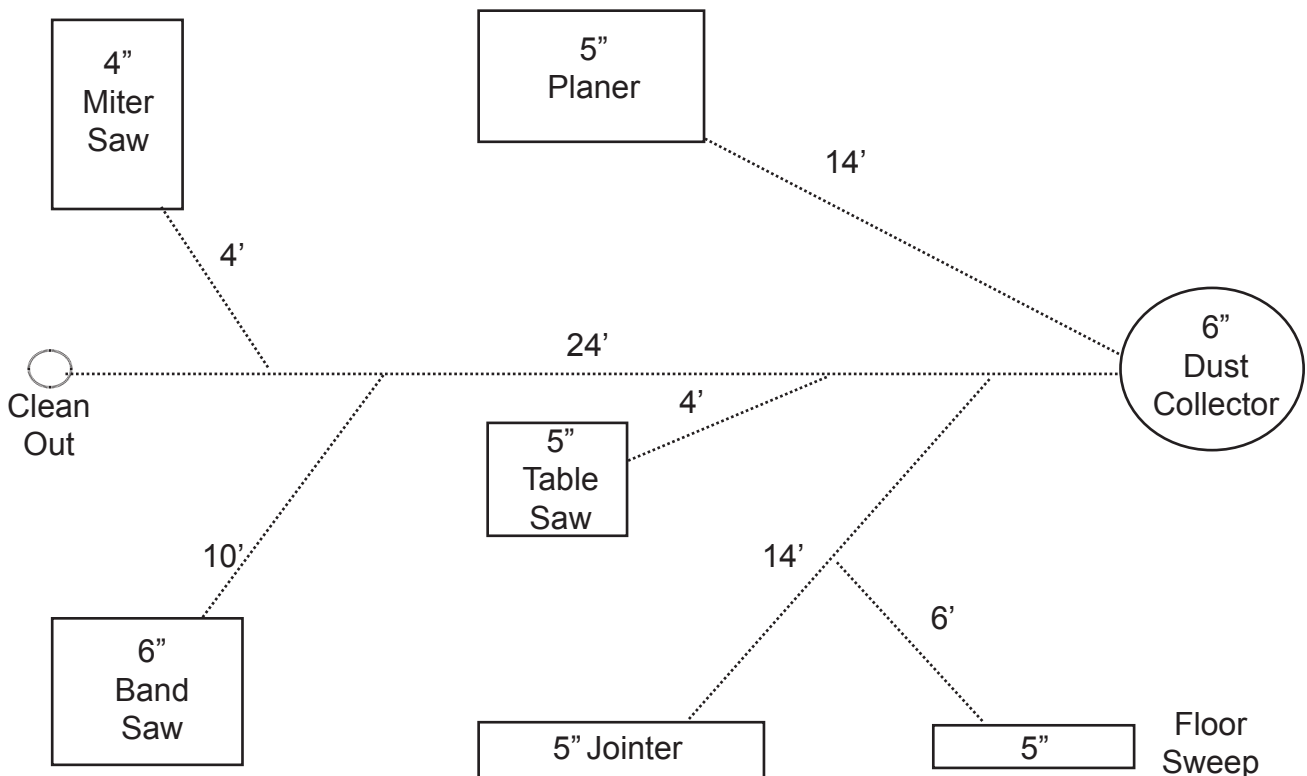 4”
Miter
Saw
5”
Planer
14’
4’
24’
6”
Dust
Collector
Clean
Out
4’
5”
Table
Saw
10’
14’
6’
6”
Band
Saw
5” Jointer
5”
Floor
Sweep